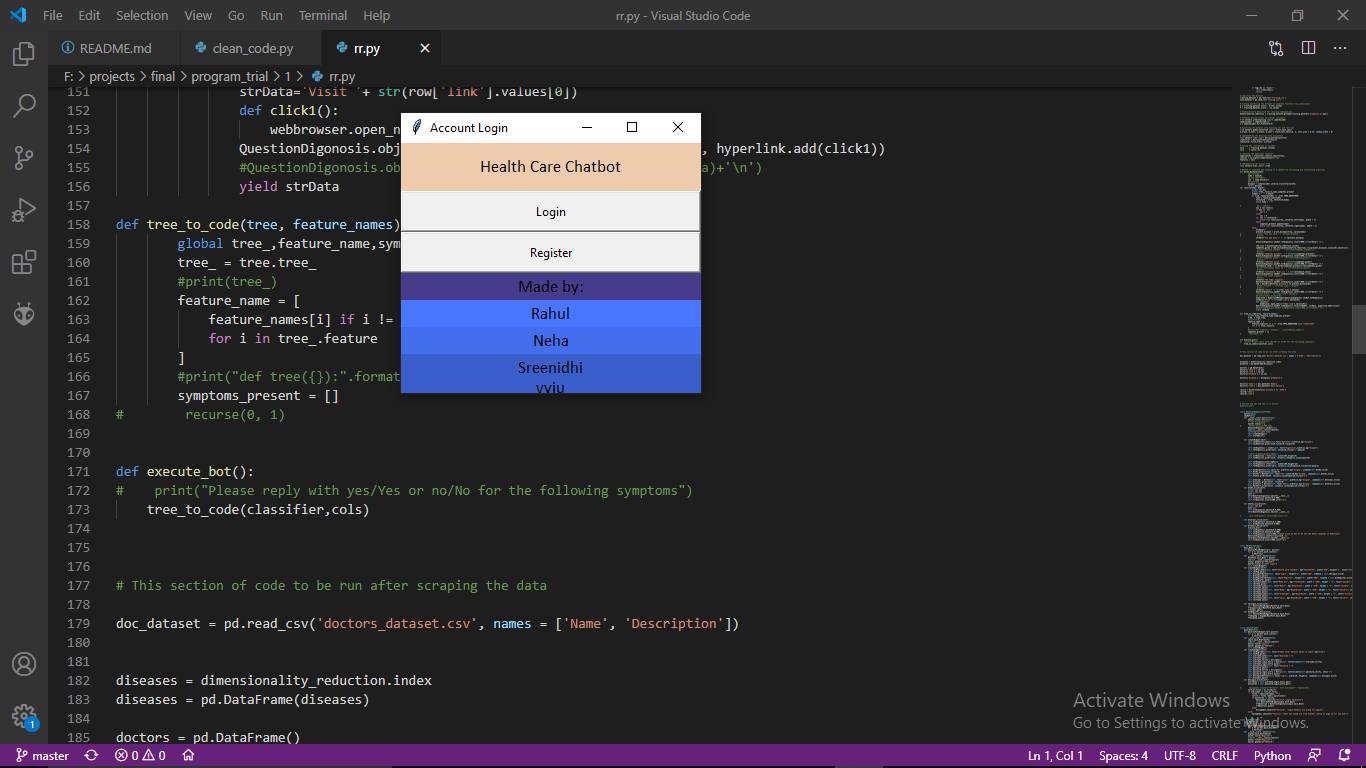 File Edit Selection View Go Run Terminal Help
rr.py - Visual Studio Code
README.md
clean_code.py
rr.py
F: > projects > final > program_trial > 1 > rr.py
151 strData='Visit '+ str(row['link'].values[0])
152 def click1():
153 webbrowser.open_n
154 QuestionDigonosis.obj , hyperlink.add(click1))
155 #QuestionDigonosis.ob a)+'\n')
156 yield strData
157
158 def tree_to_code(tree, feature_names)
159 global tree_,feature_name,sym
160 tree_ = tree.tree_
161 #print(tree_)
162 feature_name = [
163 feature_names[i] if i !=
164 for i in tree_.feature
165 ]
166 #print("def tree({}):".format
167 symptoms_present = []
168 # recurse(0, 1)
169
170
171 def execute_bot():
172 # print("Please reply with yes/Yes or no/No for the following symptoms")
173 tree_to_code(classifier,cols)
174
175
176
177 # This section of code to be run after scraping the data
178
179 doc_dataset = pd.read_csv('doctors_dataset.csv', names = ['Name', 'Description'])
180
181
182 diseases = dimensionality_reduction.index
183 diseases = pd.DataFrame(diseases)
184
185 doctors = pd.DataFrame()
Account Login
Health Care Chatbot
Login
Register
Made by:
Rahul
Neha
Sreenidhi
Activate Windows
Go to Settings to activate Windows.
1
master
0 0
Ln 1, Col 1 Spaces: 4 UTF-8 CRLF Python